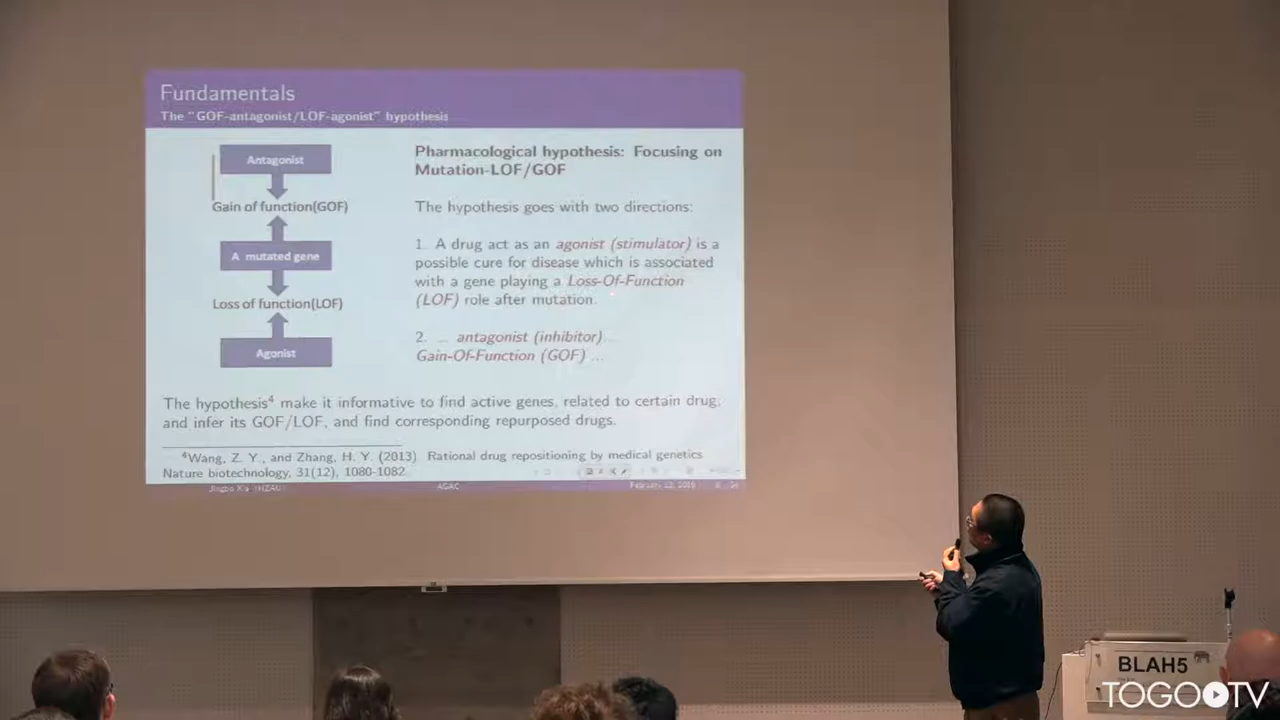 Fundamentals
The "GOF-antagonist/LOF-agonist" hypothesis
Antagonist
Gain of function(GOF)
A mutated gene
Loss of function(LOF)
Agonist
Pharmacological hypothesis: Focusing on
Mutation-LOF/GOF
The hypothesis goes with two directions:
1. A drug act as an agonist (stimulator) is a
possible cure for disease which is associated
with a gene playing a Loss-Of-Function
(LOF) role after mutation.
2. ... antagonist (inhibitor)...
Gain-Of-Function (GOF) ...
The hypothesis4 make it informative to find active genes, related to certain drug,
and infer its GOF/LOF, and find corresponding repurposed drugs.
4Wang, Z. Y., and Zhang, H. Y. (2013) Rational drug repositioning by medical genetics
Nature biotechnology, 31(12), 1080-1082.
AGAC
BLAH5
TOGO TV